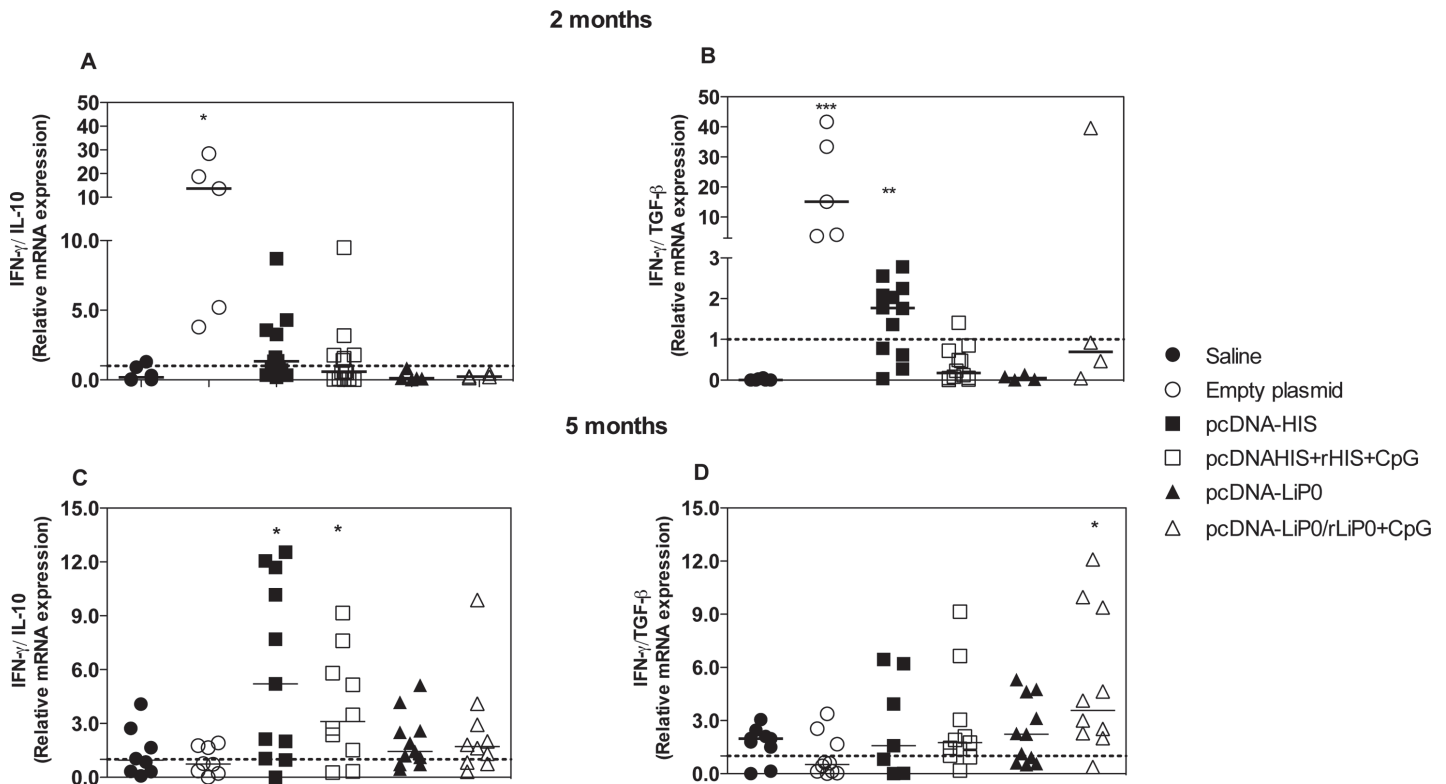 2 months
A
B
IFN-γ/ IL-10
(Relative mRNA expression)
50
40
30
20
10
10.0
5.0
0.0
*
IFN-γ/ TGF-β
(Relative mRNA expression)
50
40
30
20
10
3
2
1
0
***
**
Saline
Empty plasmid
pcDNA-HIS
pcDNAHIS+rHIS+CpG
pcDNA-LiP0
pcDNA-LiP0/rLiP0+CpG
5 months
C
D
IFN-γ/ IL-10
(Relative mRNA expression)
15.0
12.0
9.0
6.0
3.0
0.0
*
*
IFN-γ/TGF-β
(Relative mRNA expression)
15.0
12.0
9.0
6.0
3.0
0.0
*